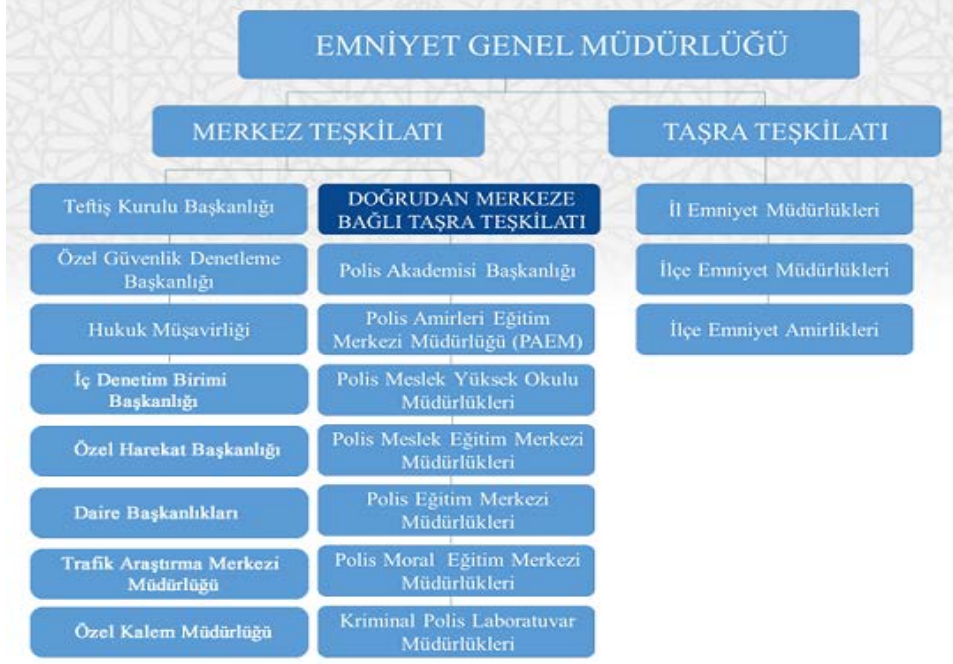 EMNİYET GENEL MÜDÜRLÜĞÜ
MERKEZ TEŞKİLATI
TAŞRA TEŞKİLATI
Teftiş Kurulu Başkanlığı
Özel Güvenlik Denetleme
Başkanlığı
Hukuk Müşavirliği
İç Denetim Birimi
Başkanlığı
Özel Harekat Başkanlığı
Daire Başkanlıkları
Trafik Araştırma Merkezi
Müdürlüğü
Özel Kalem Müdürlüğü
DOĞRUDAN MERKEZE
BAĞLI TAŞRA TEŞKİLATI
Polis Akademisi Başkanlığı
Polis Amirleri Eğitim
Merkezi Müdürlüğü (PAEM)
Polis Meslek Yüksek Okulu
Müdürlükleri
Polis Meslek Eğitim Merkezi
Müdürlükleri
Polis Eğitim Merkezi
Müdürlükleri
Polis Moral Eğitim Merkezi
Müdürlükleri
Kriminal Polis Laboratuvar
Müdürlükleri
İl Emniyet Müdürlükleri
İlçe Emniyet Müdürlükleri
İlçe Emniyet Amirlikleri